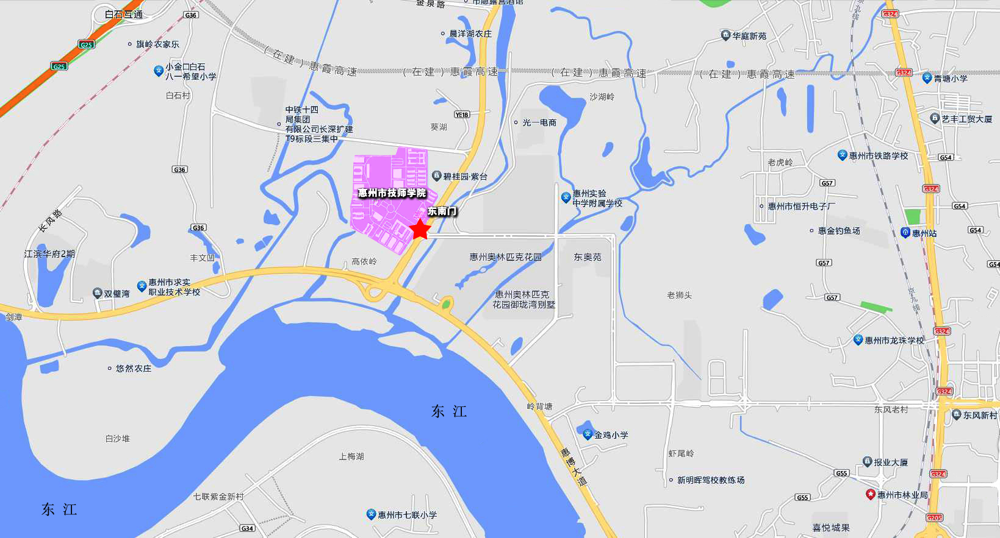 白石互通
G36
金泉路
市隐露营酒馆
G324
晨洋湖农庄
华庭新苑
京九线
G25
旗岭农家乐
G25
小金口白石
八一希望小学
(在建)惠霞高速
(在建)惠霞高速
(在建)惠霞高速
(在建)惠霞高速
G324
青塘小学
白石村
沙湖岭
中铁十四
局集团
有限公司长深扩建
T9标段三集中
YE1B
葵湖
光一电商
艺丰工贸大厦
惠州市铁路学校
G54
老虎岭
G36
碧桂园·紫台
G57
G324
惠州市技师学院
惠州实验
中学附属学校
惠州市恒升电子厂
G54
东南门
长风路
G36
惠金钓鱼场
惠州站
G54
江滨华府2期
丰文凹
高依岭
惠州奥林匹克花园
东奥苑
G57
G54
惠州市求实
职业技术学校
双璧湾
惠州奥林匹克
花园御珑湾别墅
老狮头
G57
京九线
剑潭
G324
惠州市龙珠学校
悠然农庄
G324
东江
岭背塘
东风老村
东风新村
白沙堆
金鸡小学
上梅湖
虾尾岭
惠博大道
报业大厦
G55
G324
新明晖驾校教练场
七联紫金新村
G55
惠州市林业局
东江
惠州市七联小学
G205
G34
喜悦城果